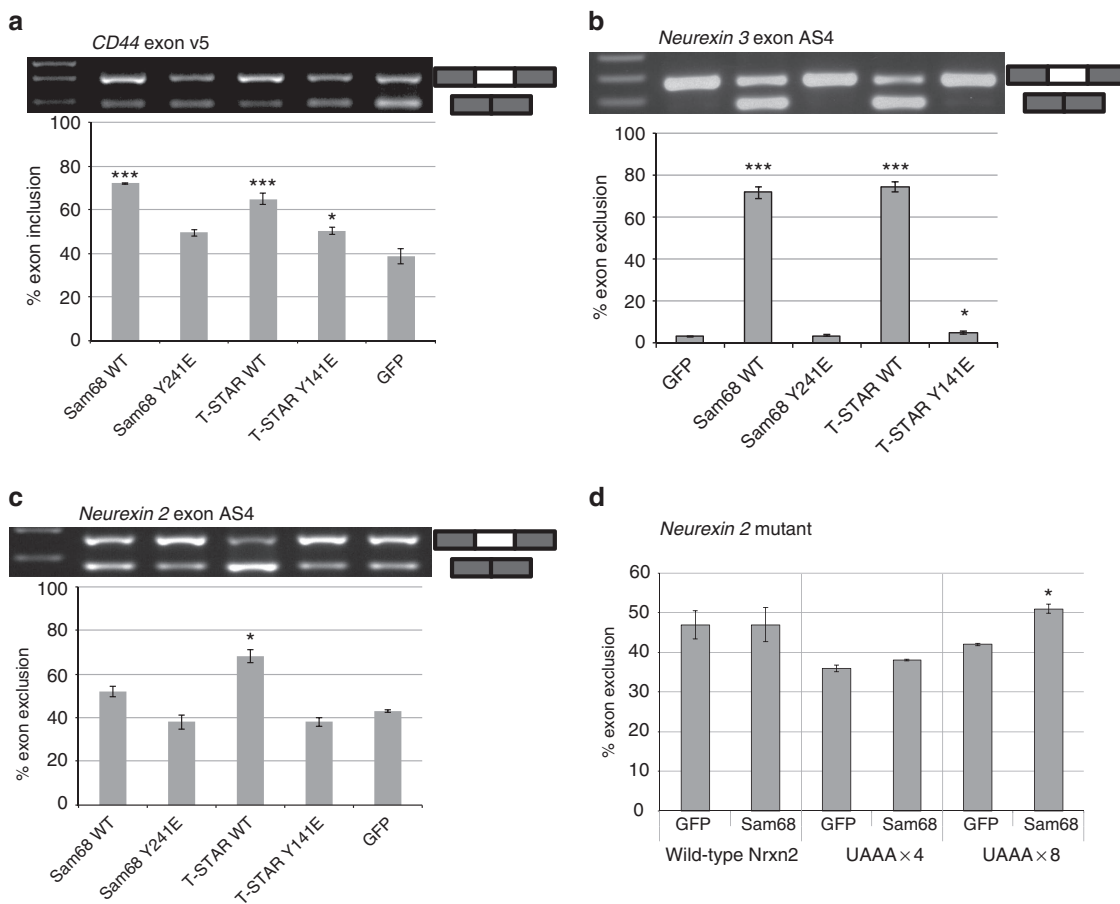 a
CD44 exon v5
100
80
60
40
20
0
% exon inclusion
***
***
*
Sam68 WT
Sam68 Y241E
T-STAR WT
T-STAR Y141E
GFP
b
Neurexin 3 exon AS4
100
80
60
40
20
0
% exon exclusion
***
***
*
GFP
Sam68 WT
Sam68 Y241E
T-STAR WT
T-STAR Y141E
c
Neurexin 2 exon AS4
100
80
60
40
20
0
% exon exclusion
*
Sam68 WT
Sam68 Y241E
T-STAR WT
T-STAR Y141E
GFP
d
Neurexin 2 mutant
60
50
40
30
20
10
0
% exon exclusion
*
GFP Sam68 GFP Sam68 GFP Sam68
Wild-type Nrxn2 UAAA×4 UAAA×8